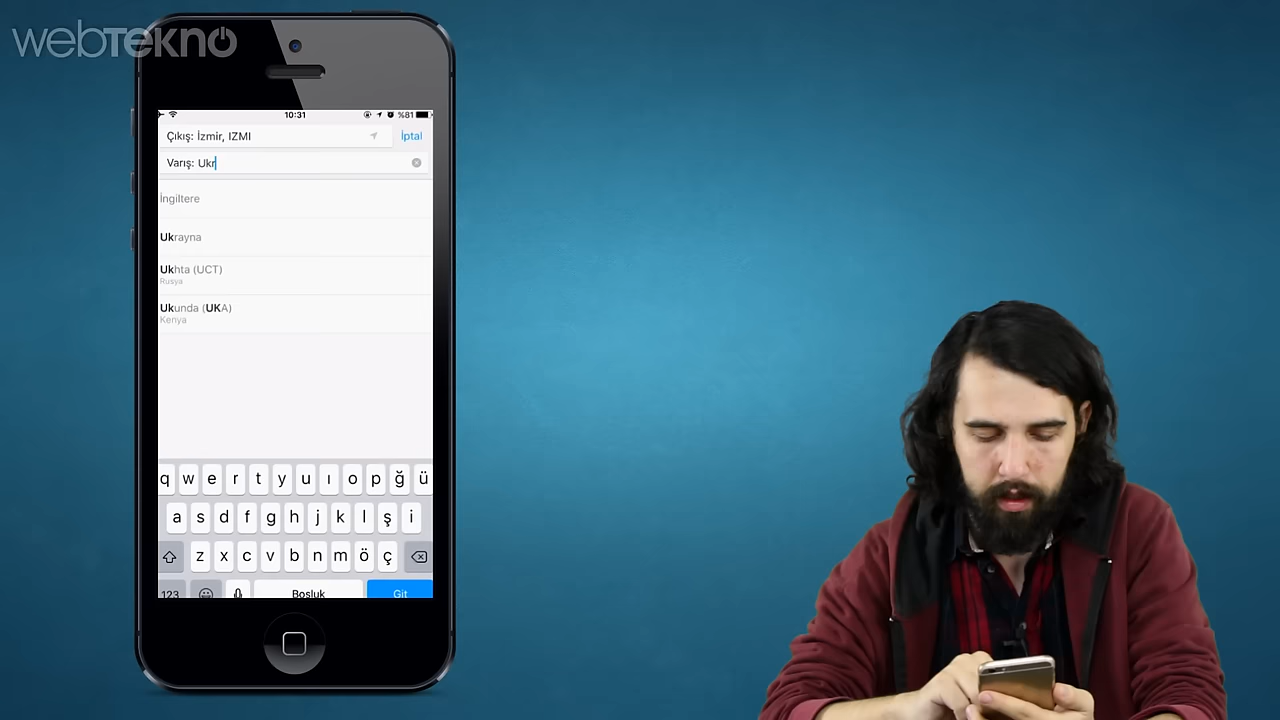 webtekno
10:31
%81
Çıkış: İzmir, IZMI
İptal
Varış: Ukr
İngiltere
Ukrayna
Ukhta (UCT)
Rusya
Ukunda (UKA)
Kenya
q w e r t y u ı o p ğ ü
a s d f g h j k l ş i
z x c v b n m ö ç
123 Boşluk Git